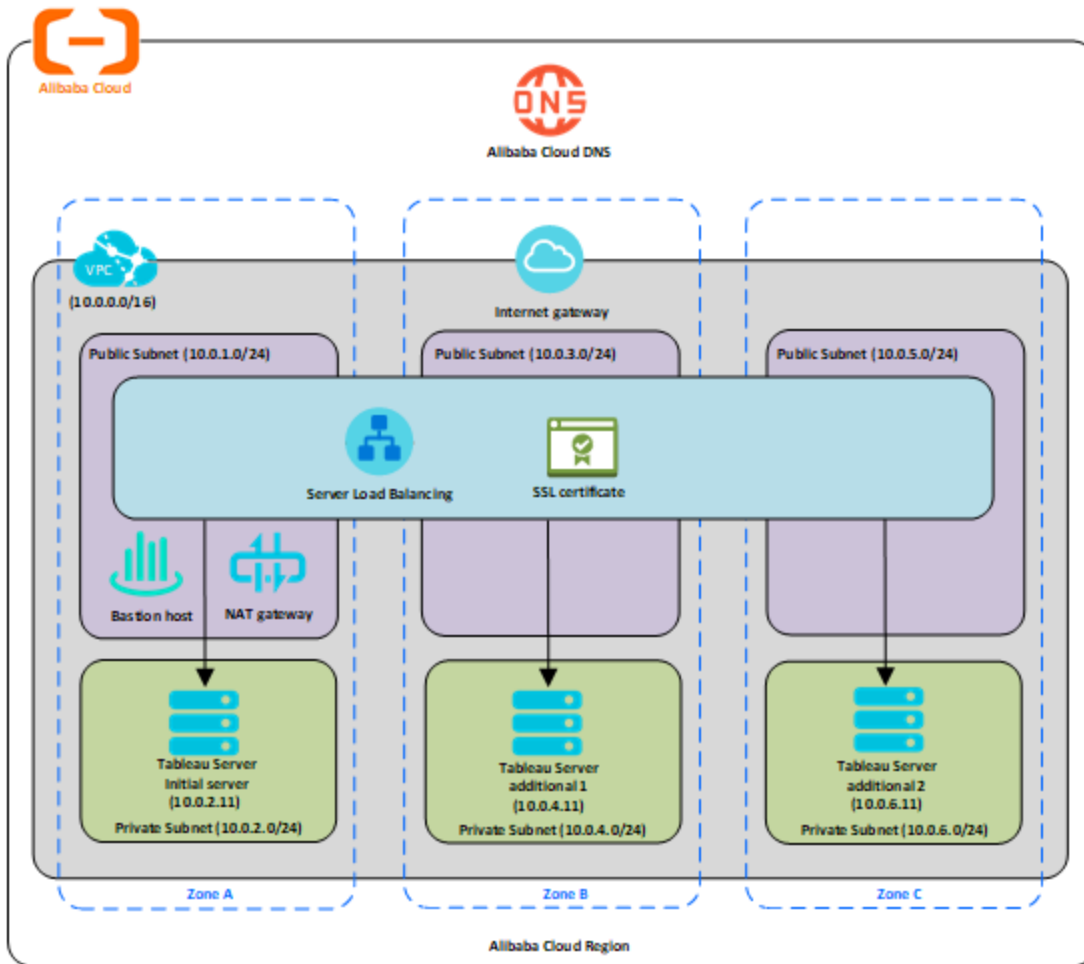 Alibaba Cloud
DNS
Alibaba Cloud DNS
VPC
(10.0.0.0/16)
Internet gateway
Public Subnet (10.0.1.0/24)
Public Subnet (10.0.3.0/24)
Public Subnet (10.0.5.0/24)
Server Load Balancing
SSL certificate
Bastion host
NAT gateway
Tableau Server
Initial server
(10.0.2.11)
Private Subnet (10.0.2.0/24)
Tableau Server
additional 1
(10.0.4.11)
Private Subnet (10.0.4.0/24)
Tableau Server
additional 2
(10.0.6.11)
Private Subnet (10.0.6.0/24)
Zone A
Zone B
Zone C
Alibaba Cloud Region